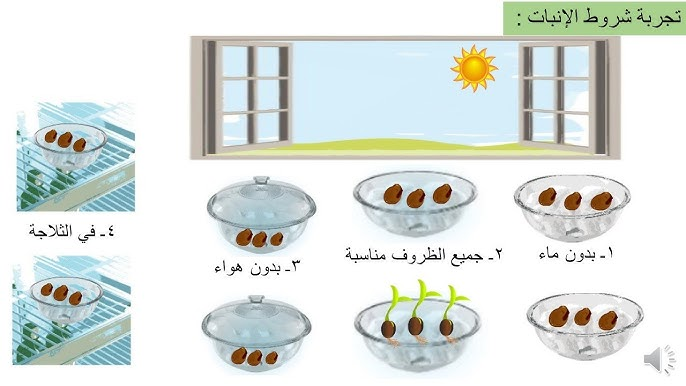 تجربة شروط الإنبات :
١ـ بدون ماء
٢ـ جميع الظروف مناسبة
٣ـ بدون هواء
٤ـ في الثلاجة